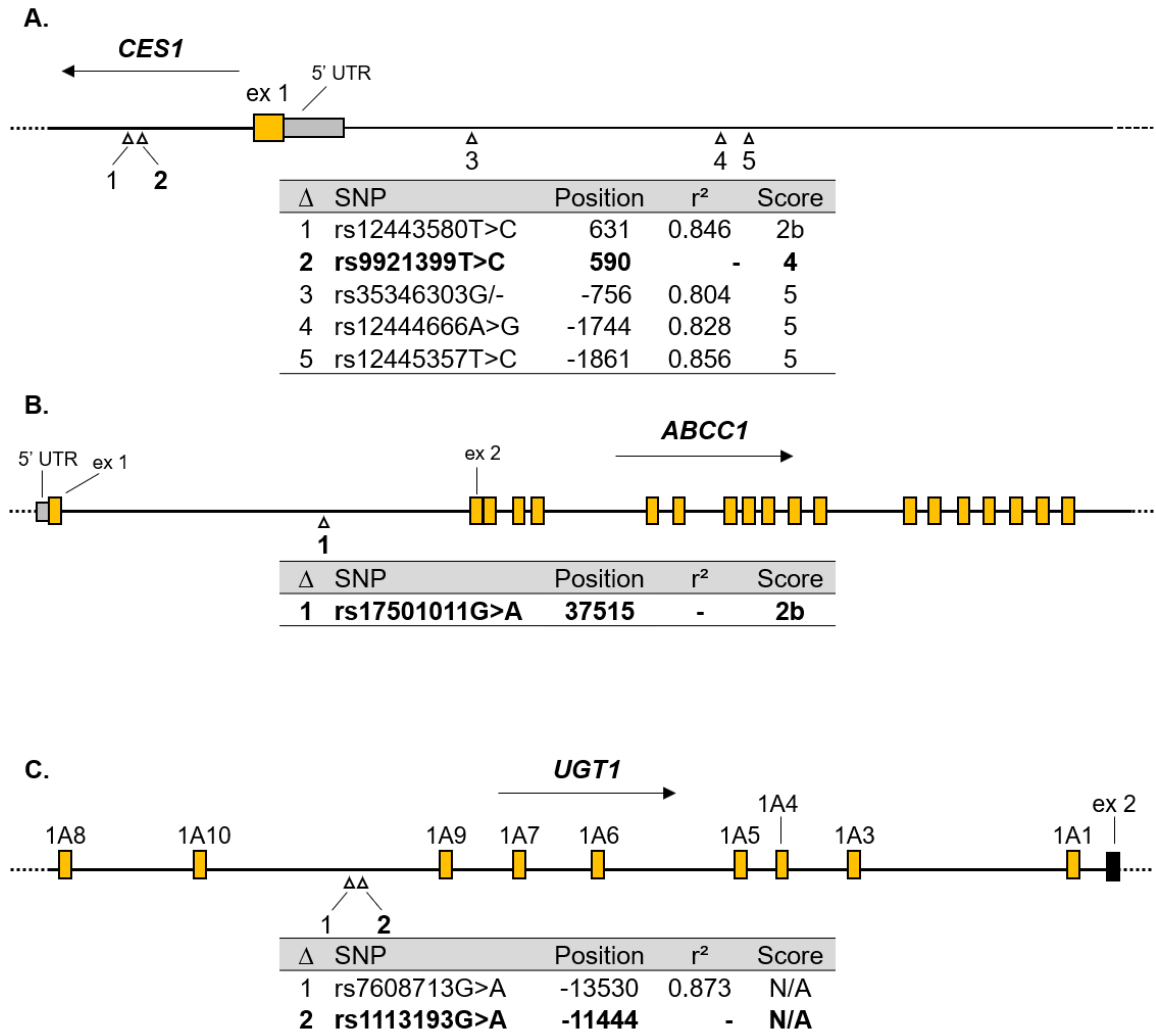 A.
CES1
5’ UTR
ex 1
1 2 3 4 5
Δ SNP Position r² Score
1 rs12443580T>C 631 0.846 2b
2 rs9921399T>C 590 - 4
3 rs35346303G/- -756 0.804 5
4 rs12444666A>G -1744 0.828 5
5 rs12445357T>C -1861 0.856 5
B.
ABCC1
5’ UTR ex 1 ex 2
1
Δ SNP Position r² Score
1 rs17501011G>A 37515 - 2b
C.
UGT1
1A4 ex 2
1A8 1A10 1A9 1A7 1A6 1A5 1A3 1A1
1 2
Δ SNP Position r² Score
1 rs7608713G>A -13530 0.873 N/A
2 rs1113193G>A -11444 - N/A